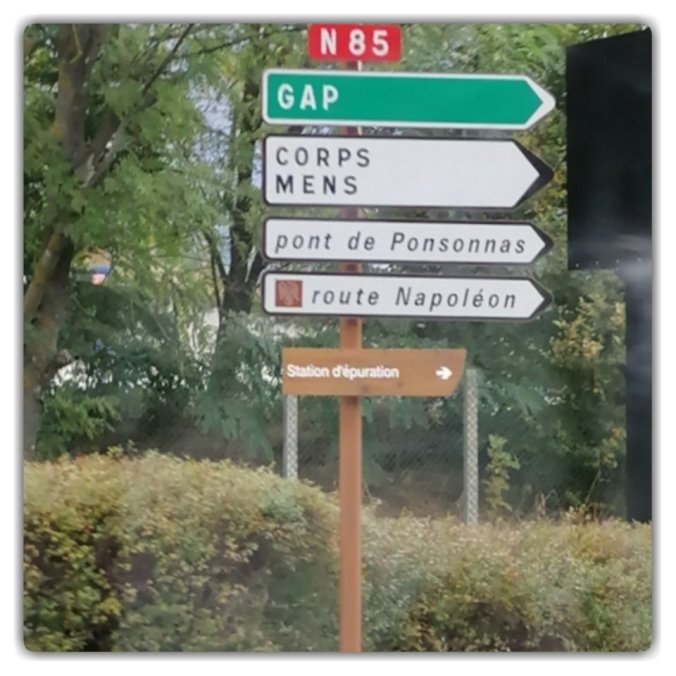 N 85
GAP
CORPS
MENS
pont de Ponsonnas
route Napoléon
Station d'épuration